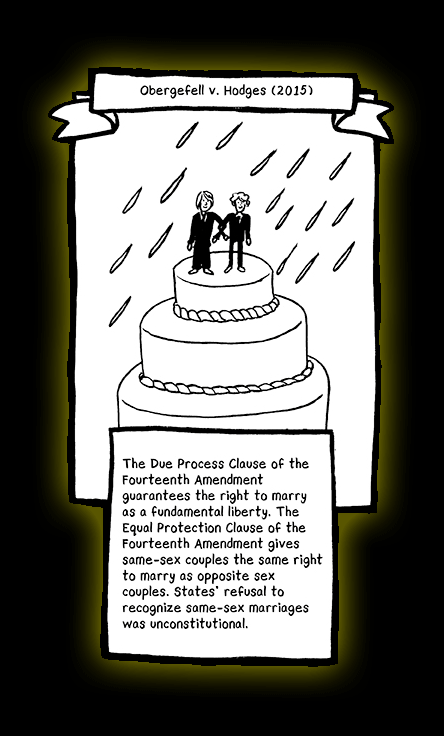 Obergefell v. Hodges (2015)
The Due Process Clause of the
Fourteenth Amendment
guarantees the right to marry
as a fundamental liberty. The
Equal Protection Clause of the
Fourteenth Amendment gives
same-sex couples the same right
to marry as opposite sex
couples. States' refusal to
recognize same-sex marriages
was unconstitutional.